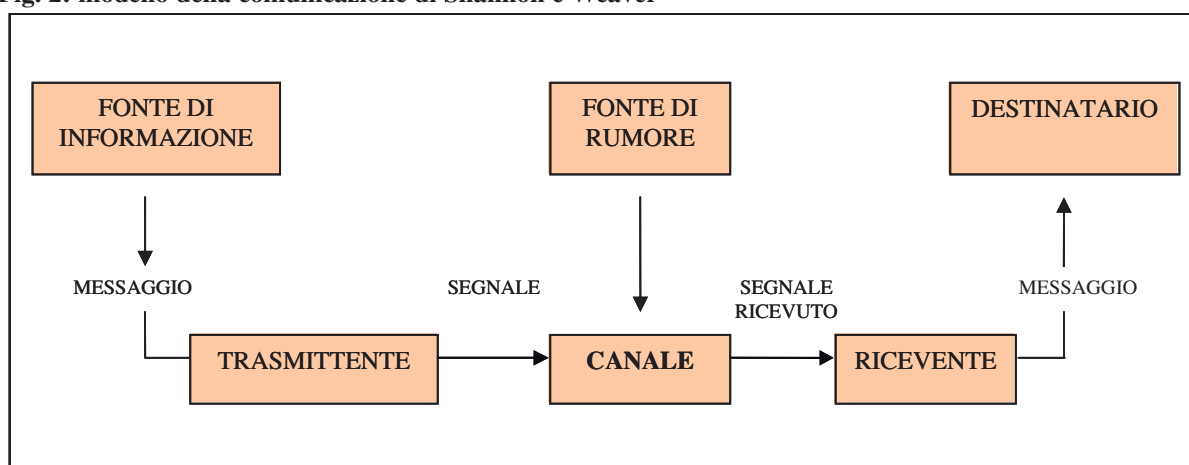 Fig. 2: modello della comunicazione di Shannon e Weaver
FONTE DI
INFORMAZIONE
FONTE DI
RUMORE
DESTINATARIO
MESSAGGIO
SEGNALE
SEGNALE
RICEVUTO
MESSAGGIO
TRASMITTENTE
CANALE
RICEVENTE